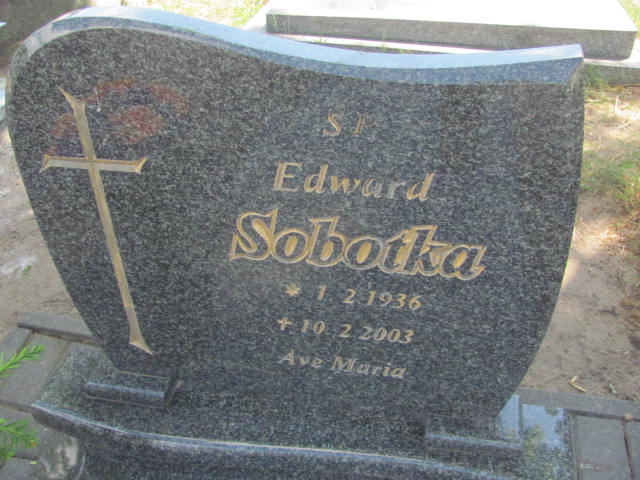 S P
Edward
Sobotka
* 1. 2 1936
+ 10. 2 2003
Ave Maria